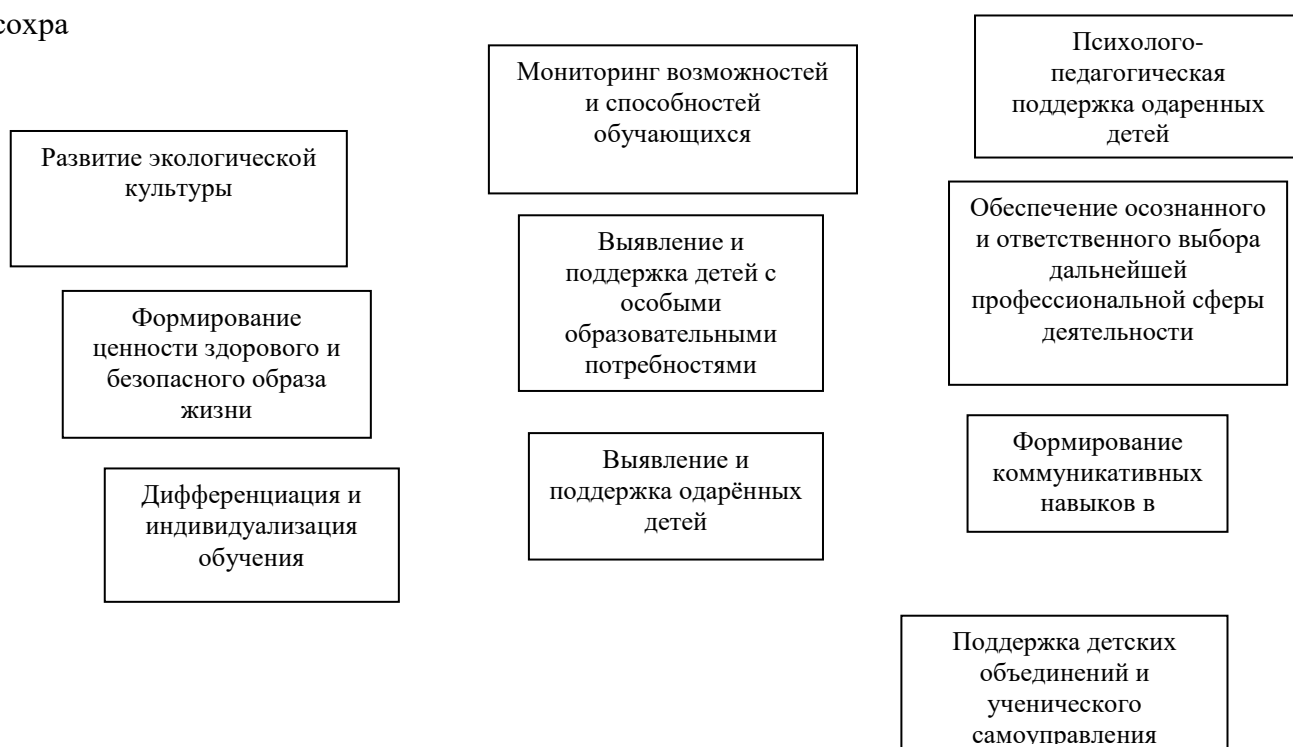 сохра
Развитие экологической
культуры
Формирование
ценности здорового и
безопасного образа
жизни
Дифференциация и
индивидуализация
обучения
Мониторинг возможностей
и способностей
обучающихся
Выявление и
поддержка детей с
особыми
образовательными
потребностями
Выявление и
поддержка одарённых
детей
Психолого-
педагогическая
поддержка одаренных
детей
Обеспечение осознанного
и ответственного выбора
дальнейшей
профессиональной сферы
деятельности
Формирование
коммуникативных
навыков в
Поддержка детских
объединений и
ученического
самоуправления